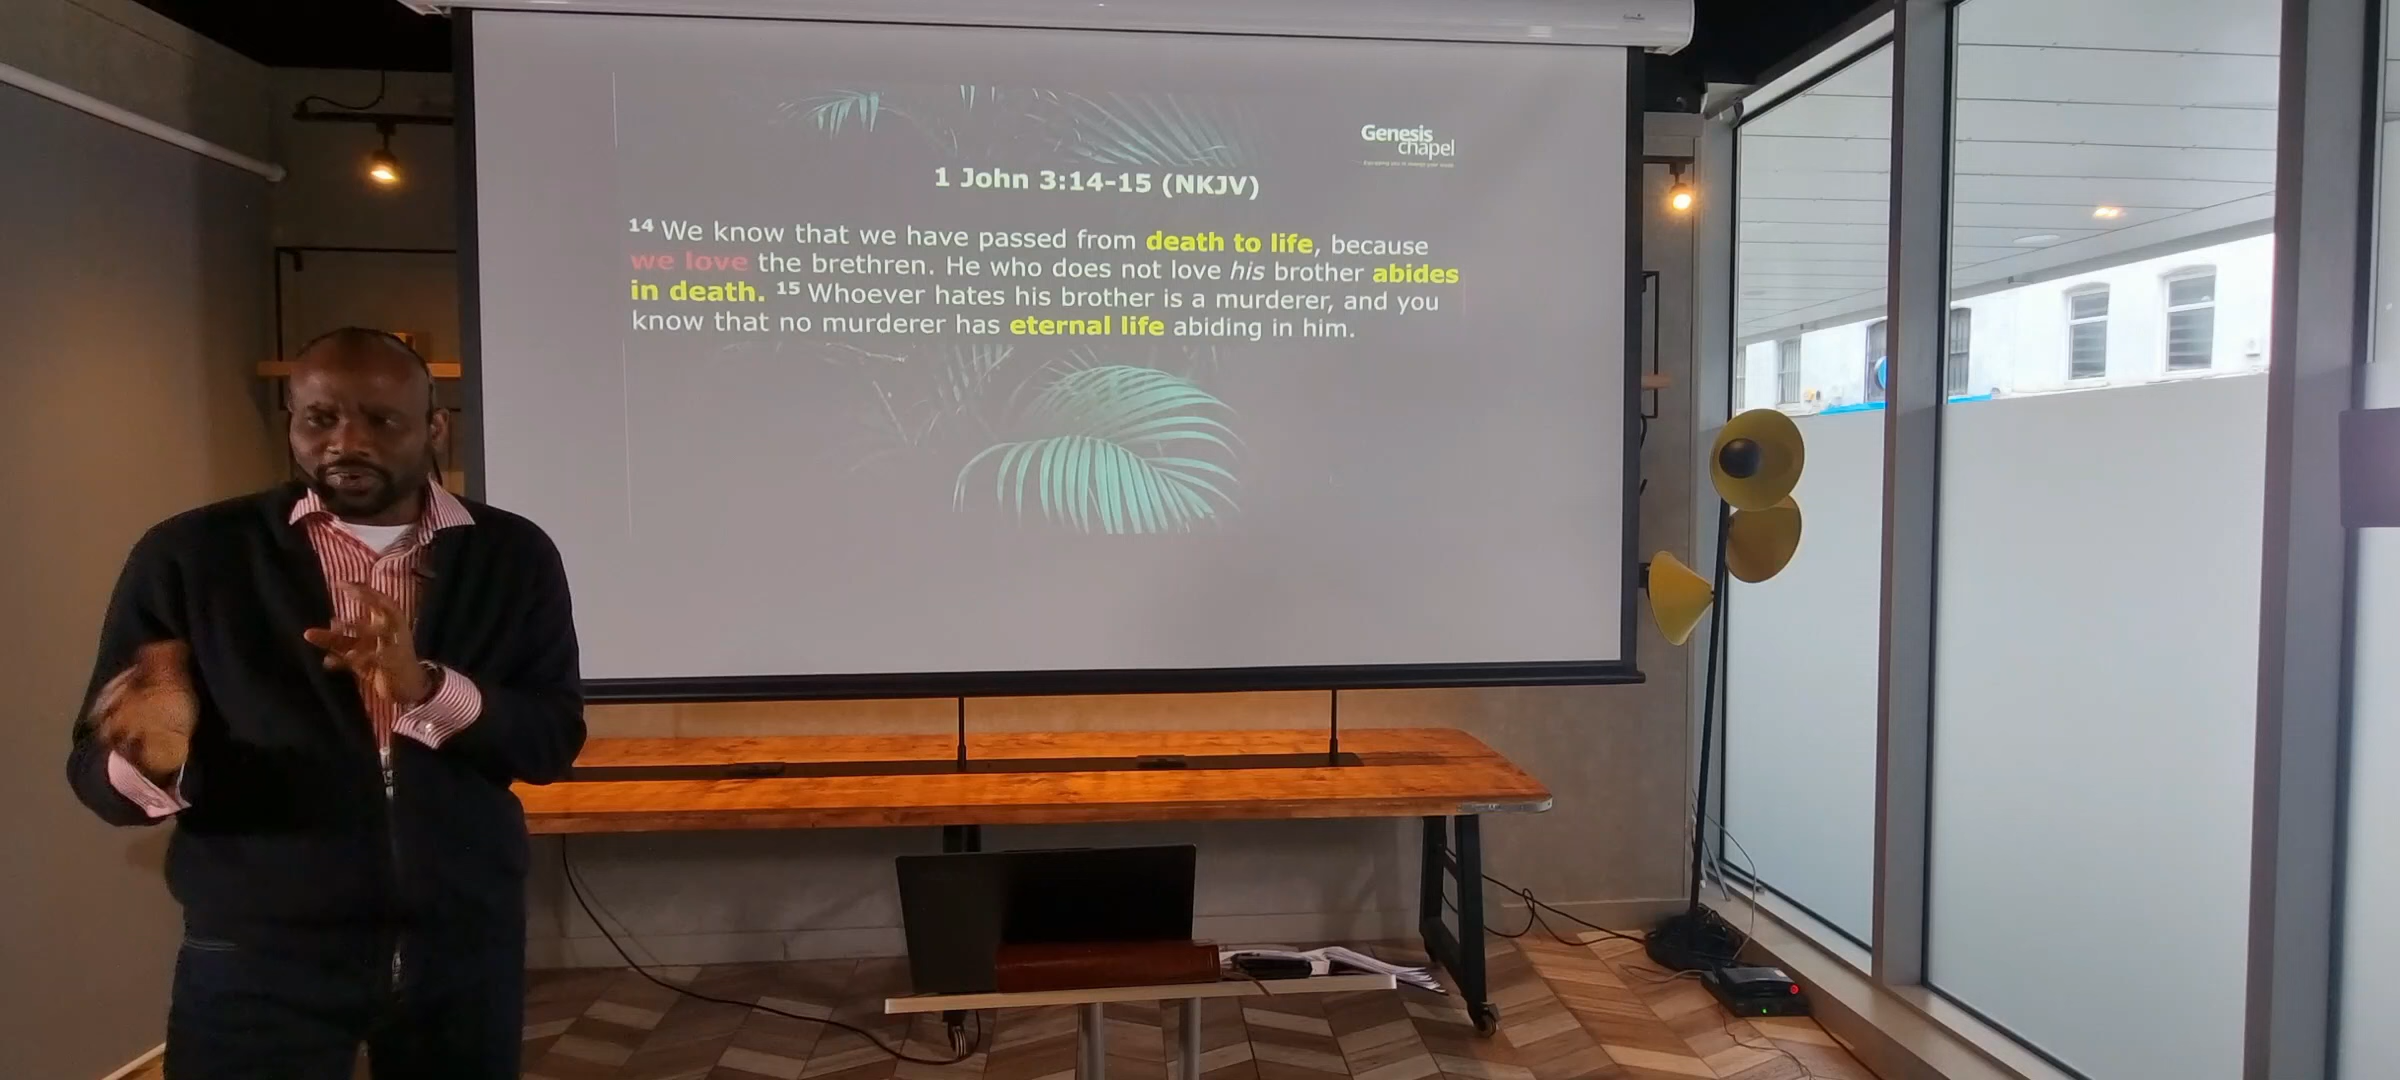 Genesis
chapel
1 John 3:14-15 (NKJV)
14 We know that we have passed from death to life, because
we love the brethren. He who does not love his brother abides
in death. 15 Whoever hates his brother is a murderer, and you
know that no murderer has eternal life abiding in him.